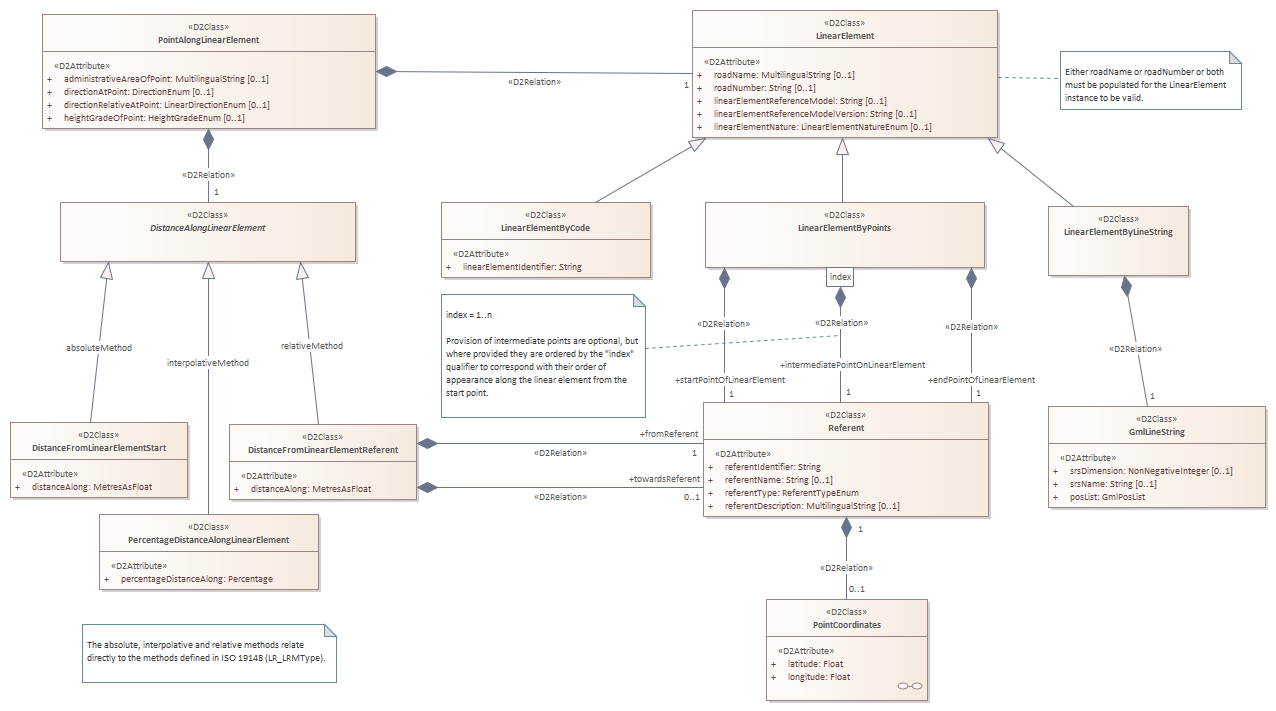 «D2Class»
PointAlongLinearElement
«D2Attribute»
+ administrativeAreaOfPoint: MultilingualString [0..1]
+ directionAtPoint: DirectionEnum [0..1]
+ directionRelativeAtPoint: LinearDirectionEnum [0..1]
+ heightGradeOfPoint: HeightGradeEnum [0..1]
«D2Relation»
1
«D2Class»
LinearElement
«D2Attribute»
+ roadName: MultilingualString [0..1]
+ roadNumber: String [0..1]
+ linearElementReferenceModel: String [0..1]
+ linearElementReferenceModelVersion: String [0..1]
+ linearElementNature: LinearElementNatureEnum [0..1]
Either roadName or roadNumber or both
must be populated for the LinearElement
instance to be valid.
«D2Relation»
1
«D2Class»
DistanceAlongLinearElement
«D2Class»
LinearElementByCode
«D2Attribute»
+ linearElementIdentifier: String
«D2Class»
LinearElementByPoints
index
«D2Class»
LinearElementByLineString
index = 1..n
Provision of intermediate points are optional, but
where provided they are ordered by the "index"
qualifier to correspond with their order of
appearance along the linear element from the
start point.
«D2Relation»
+startPointOfLinearElement
1
«D2Relation»
+intermediatePointOnLinearElement
1
«D2Relation»
+endPointOfLinearElement
1
«D2Relation»
1
absoluteMethod
interpolativeMethod
relativeMethod
«D2Class»
DistanceFromLinearElementStart
«D2Attribute»
+ distanceAlong: MetresAsFloat
«D2Class»
DistanceFromLinearElementReferent
«D2Attribute»
+ distanceAlong: MetresAsFloat
+fromReferent
«D2Relation»
1
+towardsReferent
«D2Relation»
0..1
«D2Class»
Referent
«D2Attribute»
+ referentIdentifier: String
+ referentName: String [0..1]
+ referentType: ReferentTypeEnum
+ referentDescription: MultilingualString [0..1]
«D2Class»
GmlLineString
«D2Attribute»
+ srsDimension: NonNegativeInteger [0..1]
+ srsName: String [0..1]
+ posList: GmlPosList
«D2Class»
PercentageDistanceAlongLinearElement
«D2Attribute»
+ percentageDistanceAlong: Percentage
1
«D2Relation»
0..1
«D2Class»
PointCoordinates
«D2Attribute»
+ latitude: Float
+ longitude: Float
The absolute, interpolative and relative methods relate
directly to the methods defined in ISO 19148 (LR_LRMType).